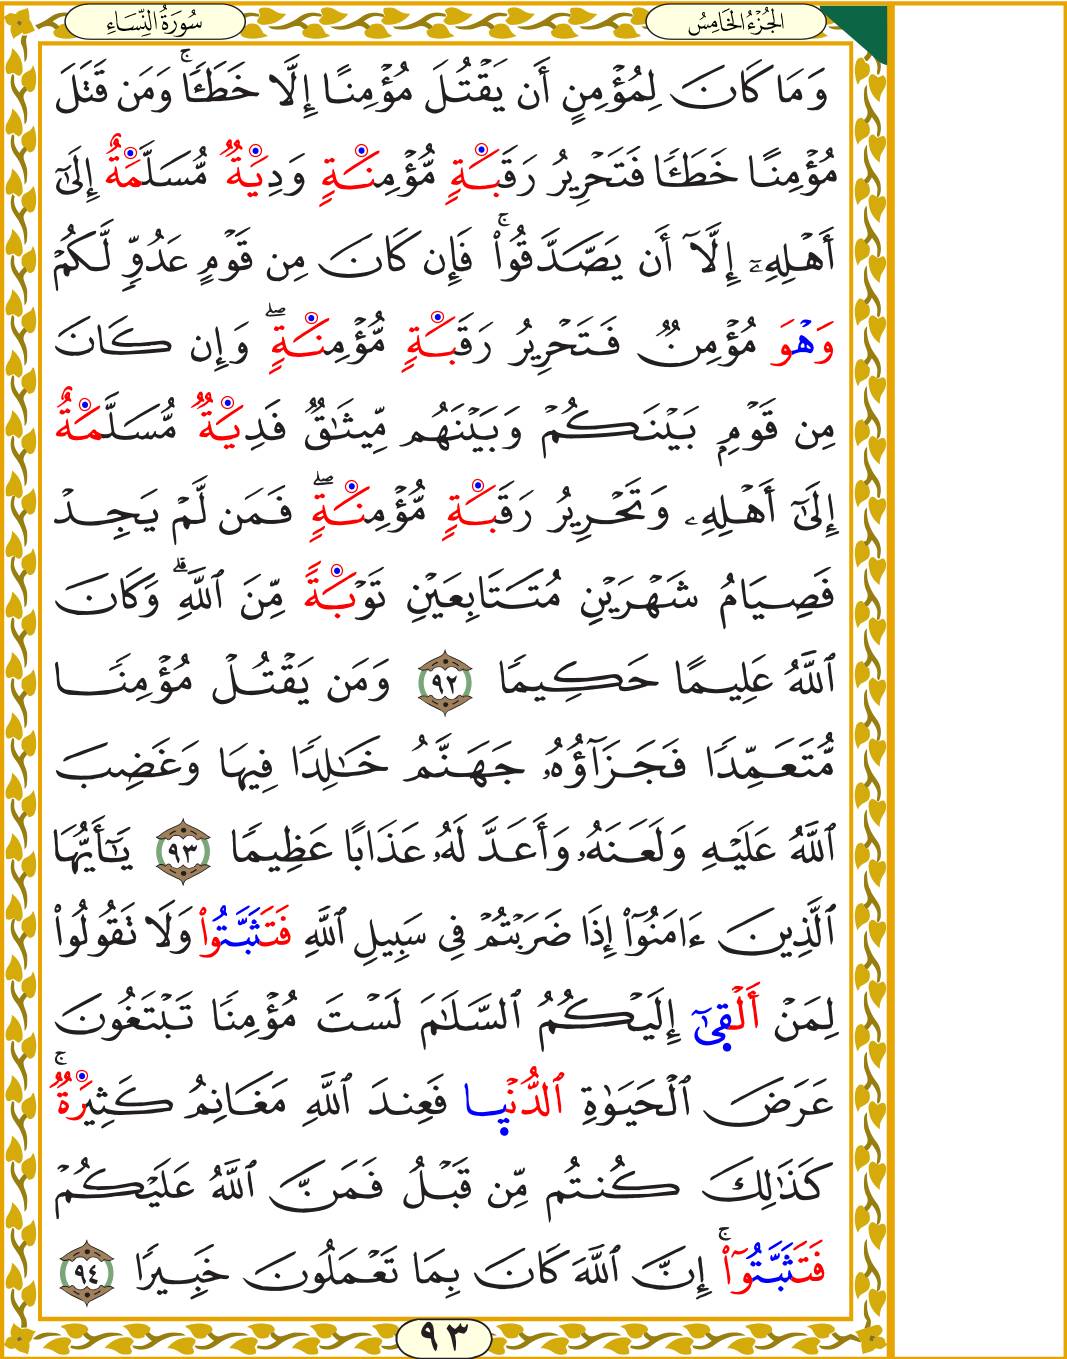 الجُزْءُ الخَامِسُ
سُورَةُ النِّسَاءِ
وَمَا كَانَ لِمُؤْمِنٍ أَن يَقْتُلَ مُؤْمِنًا إِلَّا خَطَـًٔا ۚ وَمَن قَتَلَ
مُؤْمِنًا خَطَـًٔا فَتَحْرِيرُ رَقَبَةٍ مُّؤْمِنَةٍ وَدِيَةٌ مُّسَلَّمَةٌ إِلَىٰٓ
أَهْلِهِۦٓ إِلَّآ أَن يَصَّدَّقُوا۟ ۚ فَإِن كَانَ مِن قَوْمٍ عَدُوٍّ لَّكُمْ
وَهْوَ مُؤْمِنٌ فَتَحْرِيرُ رَقَبَةٍ مُّؤْمِنَةٍ ۖ وَإِن كَانَ
مِن قَوْمٍۭ بَيْنَكُمْ وَبَيْنَهُم مِّيثَـٰقٌ فَدِيَةٌ مُّسَلَّمَةٌ
إِلَىٰٓ أَهْلِهِۦ وَتَحْرِيرُ رَقَبَةٍ مُّؤْمِنَةٍ ۖ فَمَن لَّمْ يَجِدْ
فَصِيَامُ شَهْرَيْنِ مُتَتَابِعَيْنِ تَوْبَةً مِّنَ ٱللَّهِ ۗ وَكَانَ
ٱللَّهُ عَلِيمًا حَكِيمًا ٩٢ وَمَن يَقْتُلْ مُؤْمِنًا
مُّتَعَمِّدًا فَجَزَآؤُهُۥ جَهَنَّمُ خَـٰلِدًا فِيهَا وَغَضِبَ
ٱللَّهُ عَلَيْهِ وَلَعَنَهُۥ وَأَعَدَّ لَهُۥ عَذَابًا عَظِيمًا ٩٣ يَـٰٓأَيُّهَا
ٱلَّذِينَ ءَامَنُوٓا۟ إِذَا ضَرَبْتُمْ فِى سَبِيلِ ٱللَّهِ فَتَثَبَّتُوا۟ وَلَا تَقُولُوا۟
لِمَنْ أَلْقَىٰٓ إِلَيْكُمُ ٱلسَّلَـٰمَ لَسْتَ مُؤْمِنًا تَبْتَغُونَ
عَرَضَ ٱلْحَيَوٰةِ ٱلدُّنْيَا فَعِندَ ٱللَّهِ مَغَانِمُ كَثِيرَةٌ ۚ
كَذَٰلِكَ كُنتُم مِّن قَبْلُ فَمَنَّ ٱللَّهُ عَلَيْكُمْ
فَتَثَبَّتُوٓا۟ ۚ إِنَّ ٱللَّهَ كَانَ بِمَا تَعْمَلُونَ خَبِيرًا ٩٤
٩٣